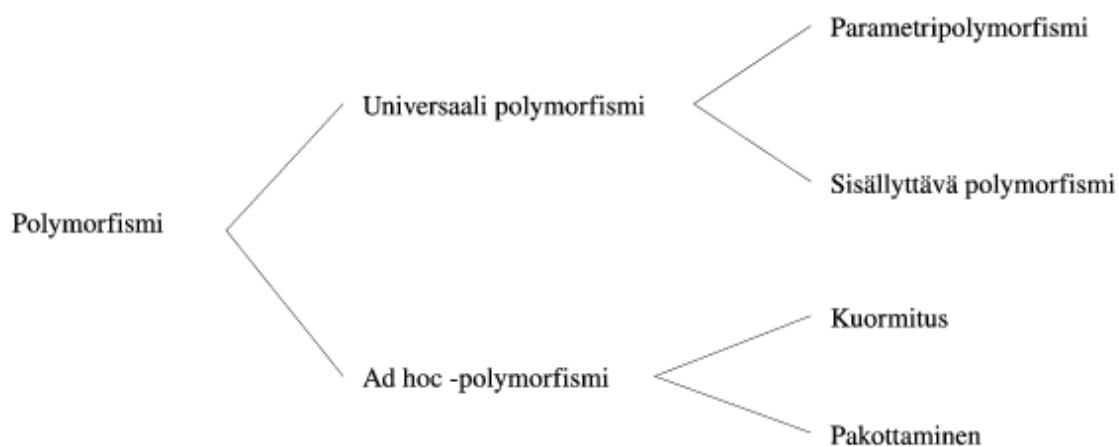 Parametripolymorfismi
Universaali polymorfismi
Sisällyttävä polymorfismi
Polymorfismi
Kuormitus
Ad hoc -polymorfismi
Pakottaminen